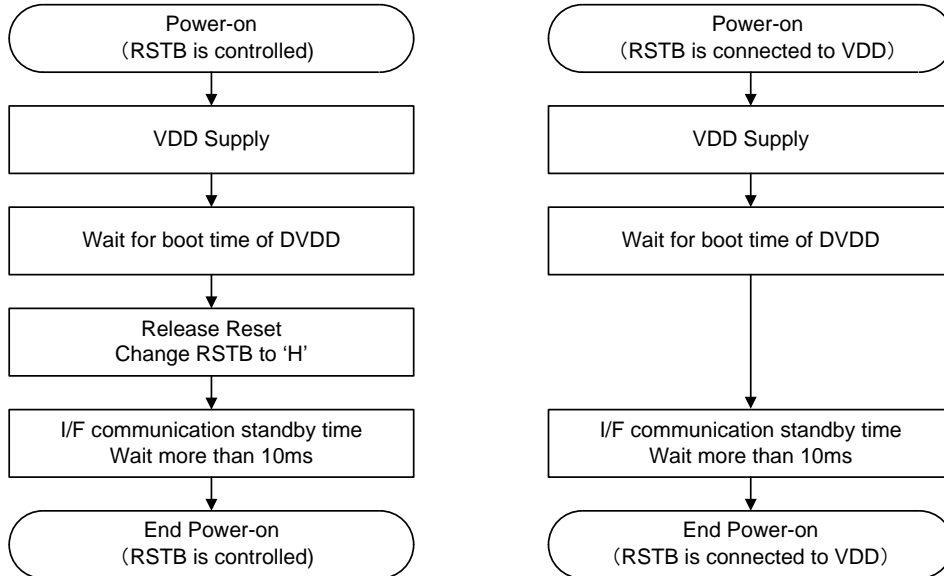 Power-on
（RSTB is controlled)
VDD Supply
Wait for boot time of DVDD
Release Reset
Change RSTB to ‘H’
I/F communication standby time
Wait more than 10ms
End Power-on
（RSTB is controlled)
Power-on
（RSTB is connected to VDD）
VDD Supply
Wait for boot time of DVDD
I/F communication standby time
Wait more than 10ms
End Power-on
（RSTB is connected to VDD）